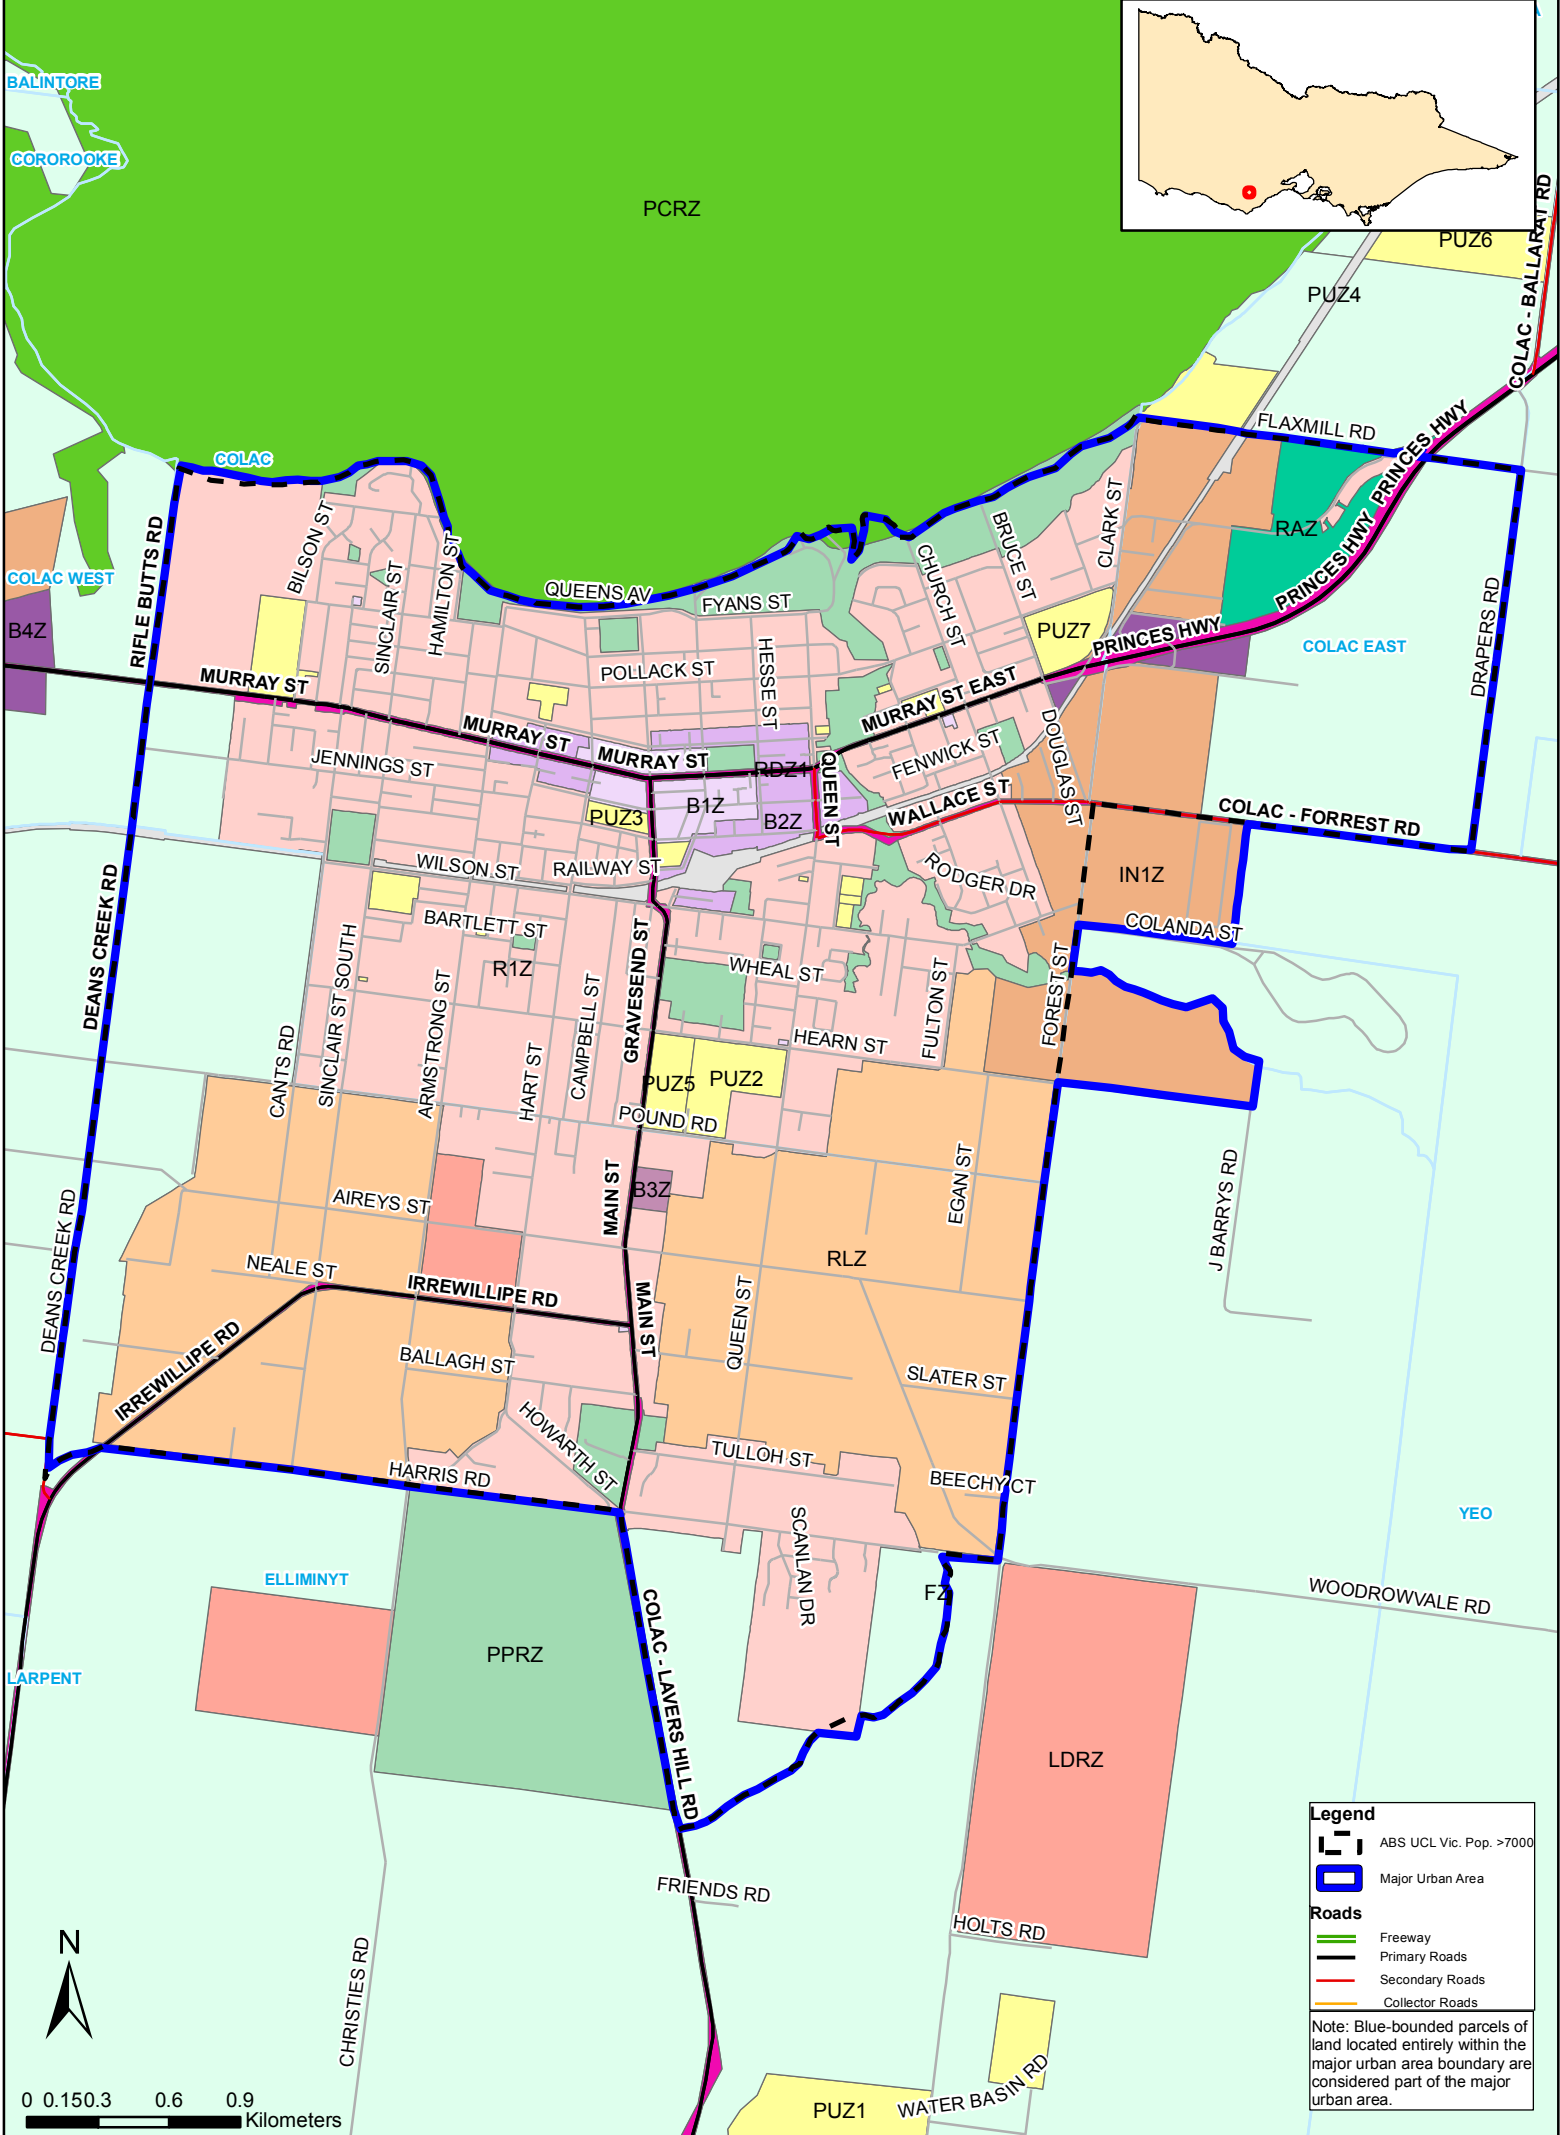 BALINTORE
COROROOKE
PCRZ
PUZ6
PUZ4
COLAC - BALLARAT RD
FLAXMILL RD
PRINCES HWY
PRINCES HWY
PRINCES HWY
PRINCES HWY
COLAC
RIFLE BUTTS RD
BILSON ST
SINCLAIR ST
HAMILTON ST
QUEENS AV
FYANS ST
CHURCH ST
BRUCE ST
CLARK ST
RAZ
COLAC WEST
B4Z
PUZ7
COLAC EAST
DRAPERS RD
MURRAY ST
POLLACK ST
HESSE ST
MURRAY ST EAST
MURRAY ST
MURRAY ST
JENNINGS ST
RDZ1
QUEEN ST
FENWICK ST
DOUGLAS ST
WALLACE ST
COLAC - FORREST RD
B1Z
B2Z
PUZ3
WILSON ST
RAILWAY ST
RODGER DR
IN1Z
COLANDA ST
DEANS CREEK RD
BARTLETT ST
R1Z
WHEAL ST
SINCLAIR ST SOUTH
ARMSTRONG ST
CAMPBELL ST
GRAVESEND ST
HEARN ST
FULTON ST
FOREST ST
CANTS RD
HART ST
PUZ5
PUZ2
POUND RD
MAIN ST
B3Z
EGAN ST
J BARRYS RD
AIREYS ST
DEANS CREEK RD
NEALE ST
IRREWILLIPE RD
RLZ
MAIN ST
QUEEN ST
IRREWILLIPE RD
BALLAGH ST
SLATER ST
HOWARTH ST
TULLOH ST
HARRIS RD
BEECHY CT
SCANLAN DR
YEO
ELLIMINYT
FZ
WOODROWVALE RD
LARPENT
PPRZ
COLAC - LAVERS HILL RD
LDRZ
FRIENDS RD
HOLTS RD
CHRISTIES RD
WATER BASIN RD
PUZ1
N
0 0.15 0.3 0.6 0.9
Kilometers
Legend
ABS UCL Vic. Pop. >7000
Major Urban Area
Roads
Freeway
Primary Roads
Secondary Roads
Collector Roads
Note: Blue-bounded parcels of
land located entirely within the
major urban area boundary are
considered part of the major
urban area.